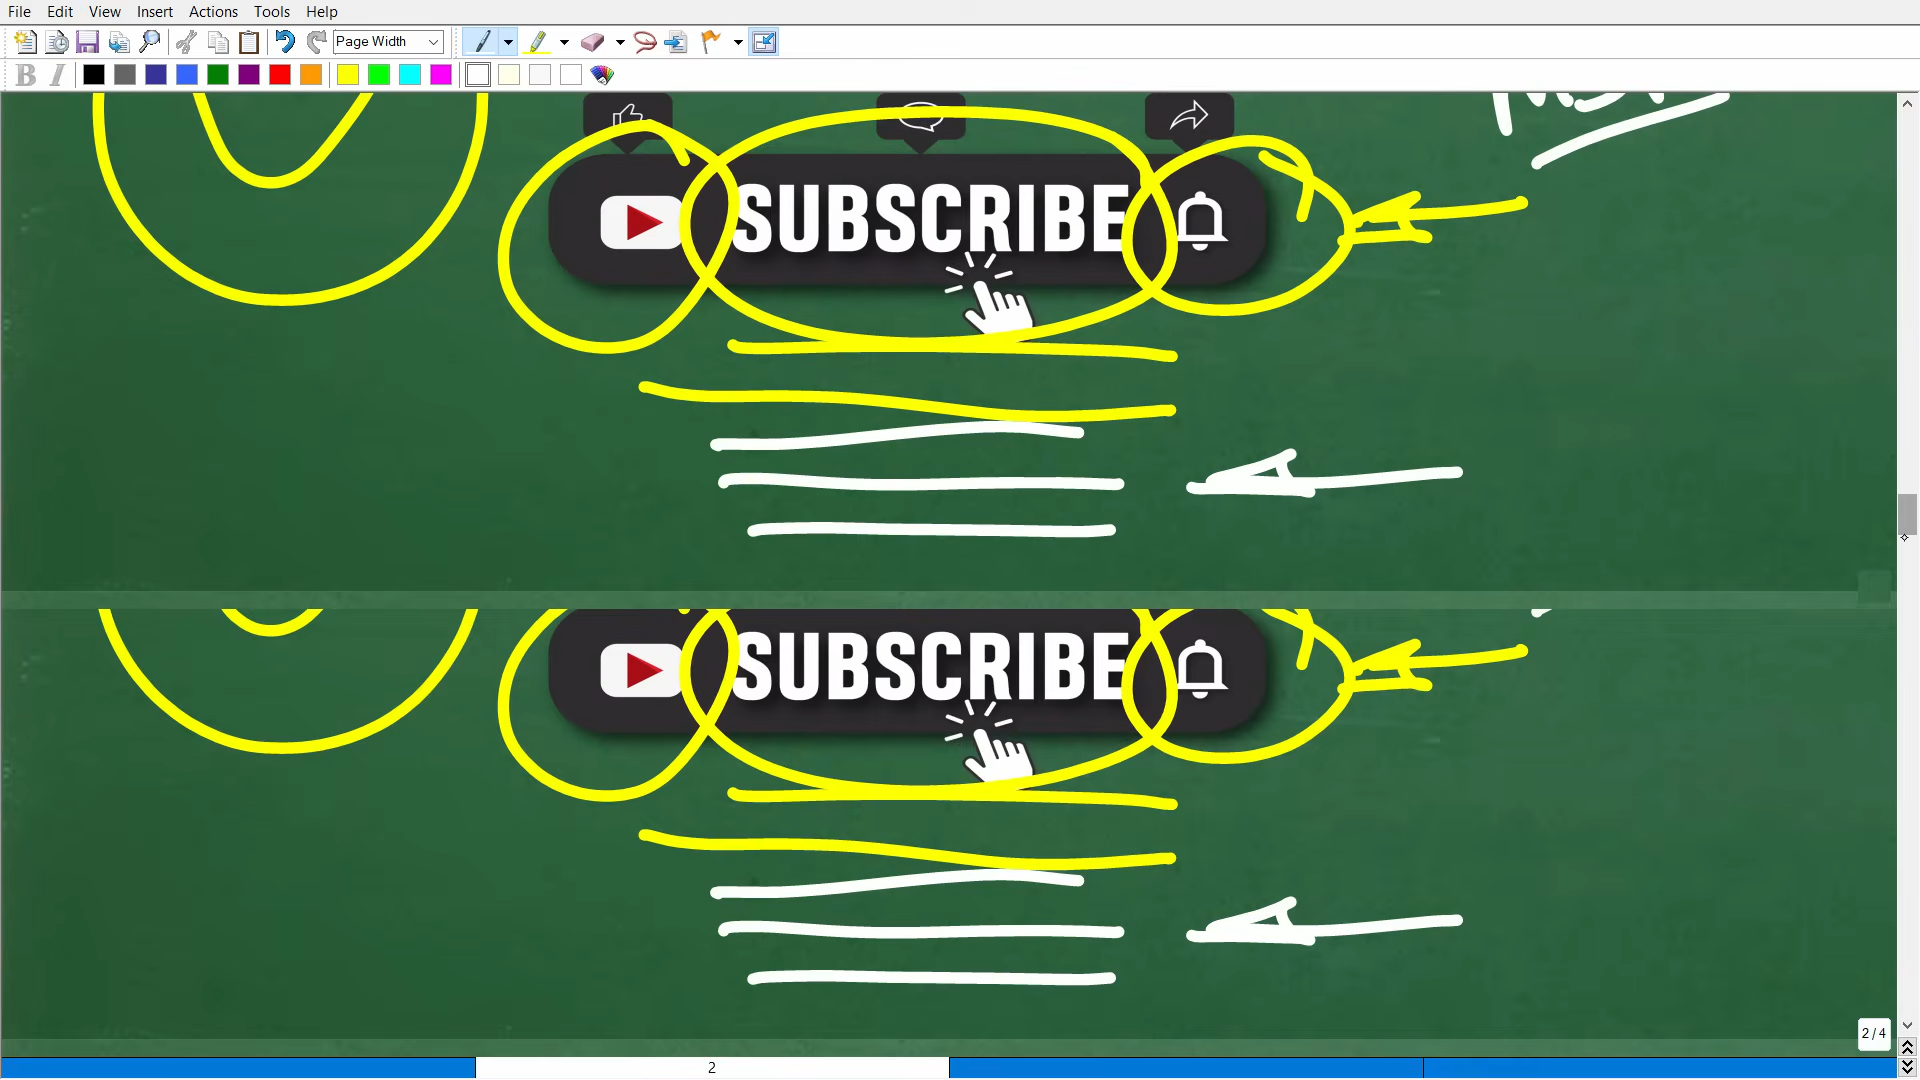 File Edit View Insert Actions Tools Help
Page Width
B I
SUBSCRIBE
SUBSCRIBE
2 / 4
2